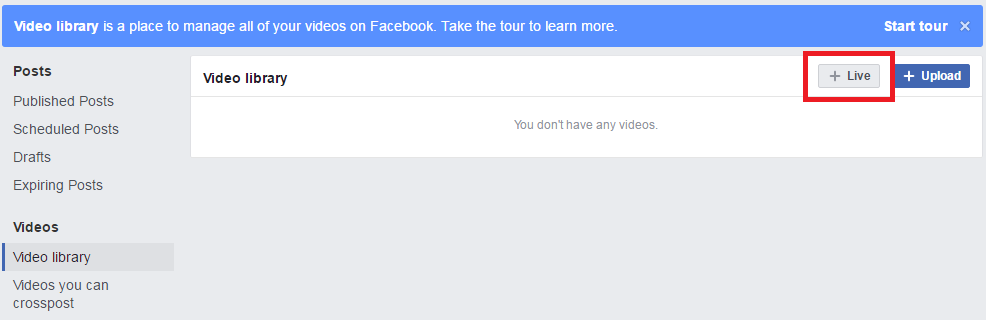 Video library is a place to manage all of your videos on Facebook. Take the tour to learn more. Start tour ×
Posts
Published Posts
Scheduled Posts
Drafts
Expiring Posts
Videos
Video library
Videos you can
crosspost
Video library
+ Live
+ Upload
You don't have any videos.